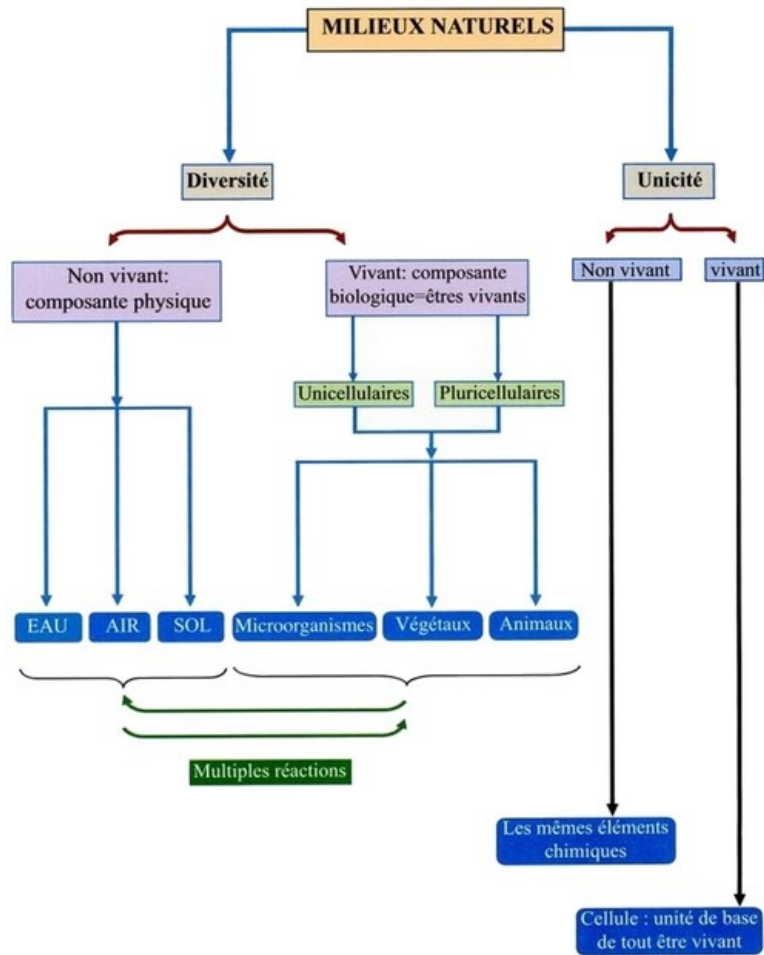 MILIEUX NATURELS
Diversité
Unicité
Non vivant:
composante physique
Vivant: composante
biologique=êtres vivants
Non vivant
vivant
Unicellulaires
Pluricellulaires
EAU
AIR
SOL
Microorganismes
Végétaux
Animaux
Multiples réactions
Les mêmes éléments
chimiques
Cellule : unité de base
de tout être vivant